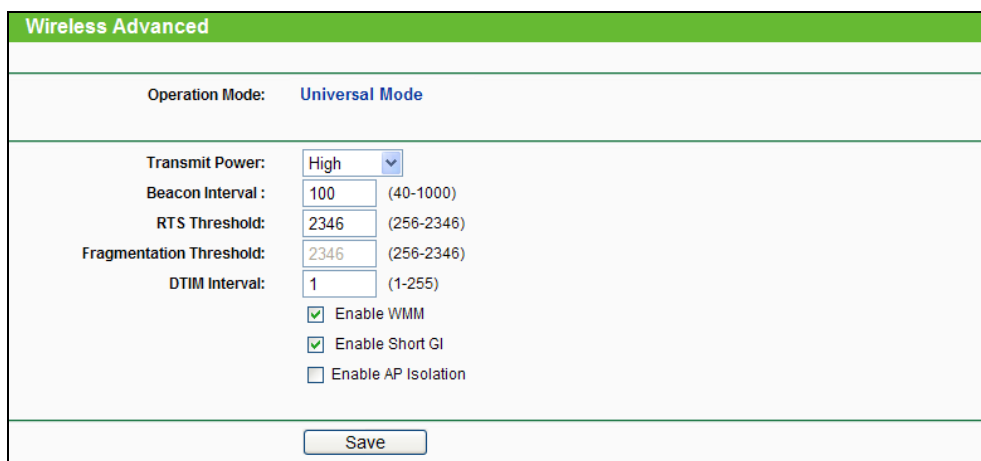 Wireless Advanced
Operation Mode: Universal Mode
Transmit Power: High
Beacon Interval : 100 (40-1000)
RTS Threshold: 2346 (256-2346)
Fragmentation Threshold: 2346 (256-2346)
DTIM Interval: 1 (1-255)
Enable WMM
Enable Short GI
Enable AP Isolation
Save